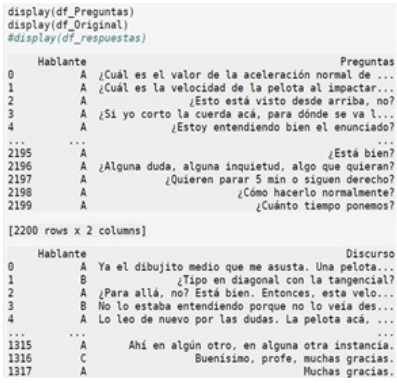 display(df_Preguntas)
display(df_Original)
#display(df_respuestas)
Hablante Preguntas
0 A ¿Cuál es el valor de la aceleración normal de ...
1 A ¿Cuál es la velocidad de la pelota al impactar...
2 A ¿Esto está visto desde arriba, no?
3 A ¿Si yo corto la cuerda acá, para dónde se va l...
4 A ¿Estoy entendiendo bien el enunciado?
... ... ...
2195 A ¿Está bien?
2196 A ¿Alguna duda, alguna inquietud, algo que quieran?
2197 A ¿Quieren parar 5 min o siguen derecho?
2198 A ¿Cómo hacerlo normalmente?
2199 A ¿Cuánto tiempo ponemos?
[2200 rows x 2 columns]
Hablante Discurso
0 A Ya el dibujito medio que me asusta. Una pelota...
1 B ¿Tipo en diagonal con la tangencial?
2 A ¿Para allá, no? Está bien. Entonces, esta velo...
3 B No lo estaba entendiendo porque no lo veía des...
4 A Lo leo de nuevo por las dudas. La pelota acá, ...
... ... ...
1315 A Ahí en algún otro, en alguna otra instancia.
1316 C Buenísimo, profe, muchas gracias.
1317 A Muchas gracias.